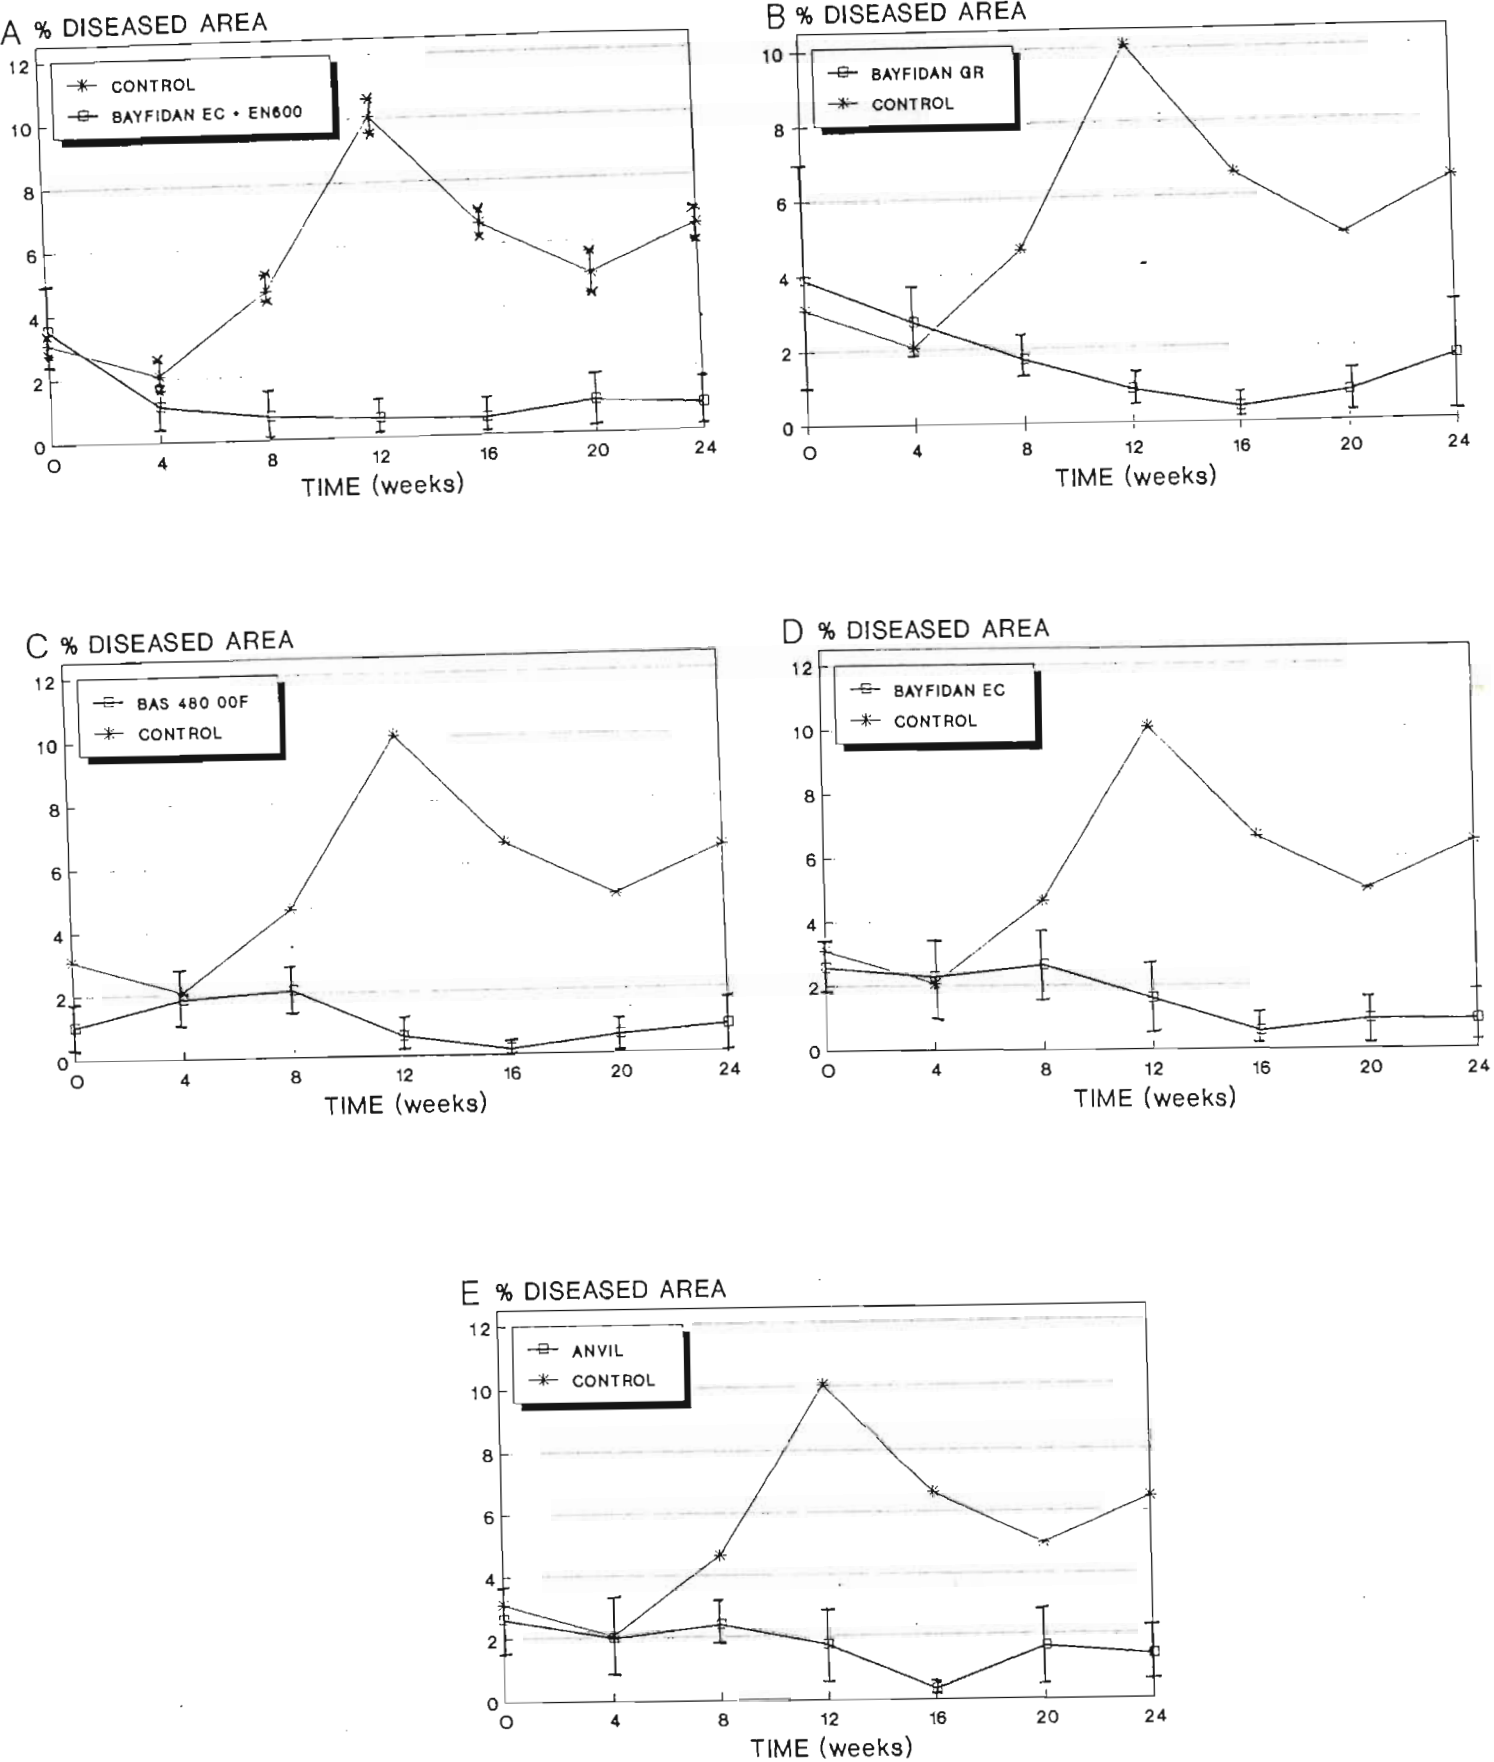 A % DISEASED AREA
12
10
8
6
4
2
0
CONTROL
BAYFIDAN EC + EN600
0 4 8 12 16 20 24
TIME (weeks)
B % DISEASED AREA
10
8
6
4
2
0
BAYFIDAN GR
CONTROL
0 4 8 12 16 20 24
TIME (weeks)
C % DISEASED AREA
12
10
8
6
4
2
0
BAS 480 00F
CONTROL
0 4 8 12 16 20 24
TIME (weeks)
D % DISEASED AREA
12
10
8
6
4
2
0
BAYFIDAN EC
CONTROL
0 4 8 12 16 20 24
TIME (weeks)
E % DISEASED AREA
12
10
8
6
4
2
0
ANVIL
CONTROL
0 4 8 12 16 20 24
TIME (weeks)